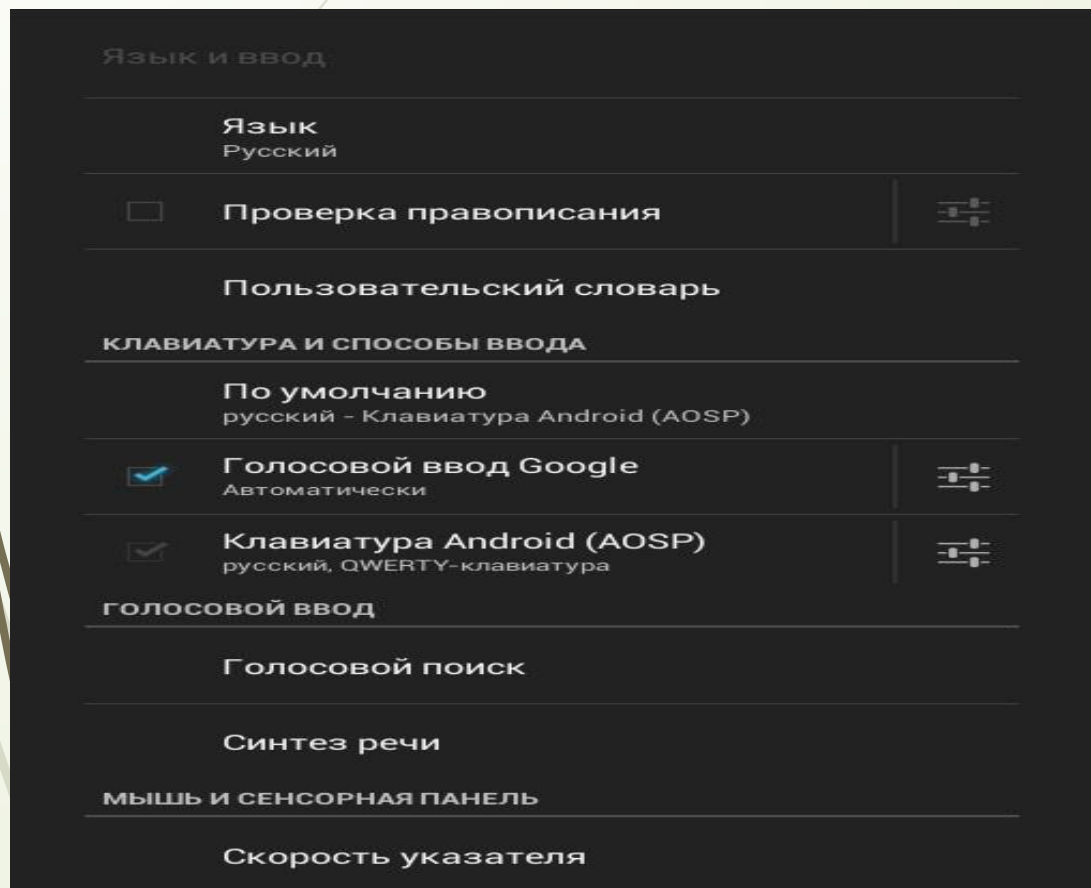 Язык и ввод
Язык
Русский
Проверка правописания
Пользовательский словарь
КЛАВИАТУРА И СПОСОБЫ ВВОДА
По умолчанию
русский - Клавиатура Android (AOSP)
Голосовой ввод Google
Автоматически
Клавиатура Android (AOSP)
русский, QWERTY-клавиатура
ГОЛОСОВОЙ ВВОД
Голосовой поиск
Синтез речи
МЫШЬ И СЕНСОРНАЯ ПАНЕЛЬ
Скорость указателя